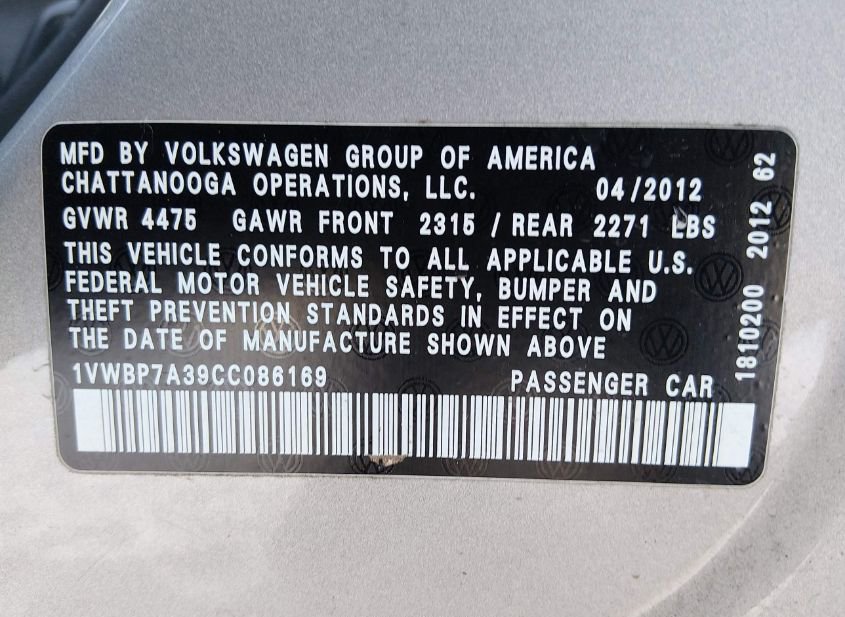 MFD BY VOLKSWAGEN GROUP OF AMERICA
CHATTANOOGA OPERATIONS, LLC. 04/2012
GVWR 4475 GAWR FRONT 2315 / REAR 2271 LBS
THIS VEHICLE CONFORMS TO ALL APPLICABLE U.S.
FEDERAL MOTOR VEHICLE SAFETY, BUMPER AND
THEFT PREVENTION STANDARDS IN EFFECT ON
THE DATE OF MANUFACTURE SHOWN ABOVE
1VWBP7A39CC086169 PASSENGER CAR
1810200 2012 62